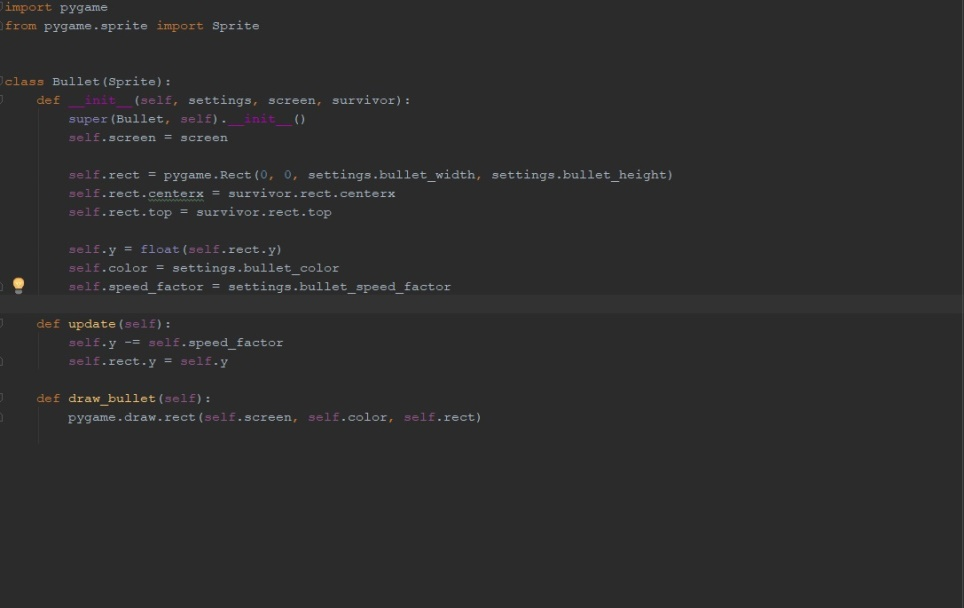 import pygame
from pygame.sprite import Sprite
class Bullet(Sprite):
    def __init__(self, settings, screen, survivor):
        super(Bullet, self).__init__()
        self.screen = screen
        self.rect = pygame.Rect(0, 0, settings.bullet_width, settings.bullet_height)
        self.rect.centerx = survivor.rect.centerx
        self.rect.top = survivor.rect.top
        self.y = float(self.rect.y)
        self.color = settings.bullet_color
        self.speed_factor = settings.bullet_speed_factor
    def update(self):
        self.y -= self.speed_factor
        self.rect.y = self.y
    def draw_bullet(self):
        pygame.draw.rect(self.screen, self.color, self.rect)